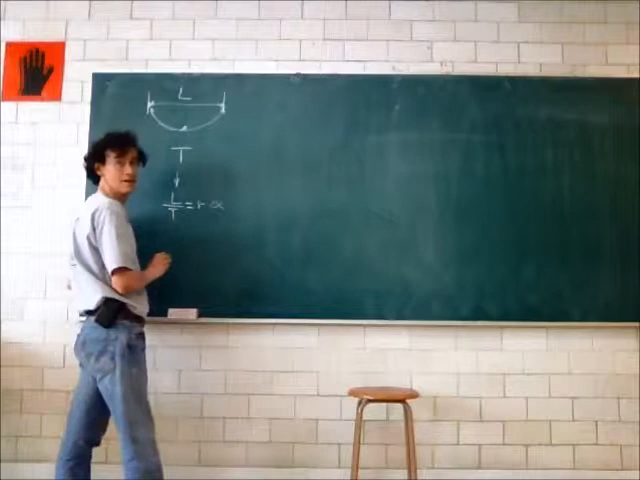 L
T
L/T = r α